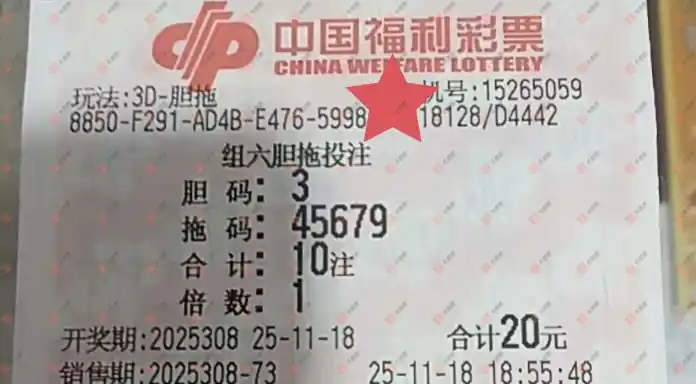 中国福利彩票
CHINA WELFARE LOTTERY
玩法:3D-胆拖 机号:15265059
8850-F291-AD4B-E476-5998 18128/D4442
组六胆拖投注
胆码: 3
拖码: 45679
合计: 10注
倍数: 1
开奖期:2025308 25-11-18 合计20元
销售期:2025308-73 25-11-18 18:55:48